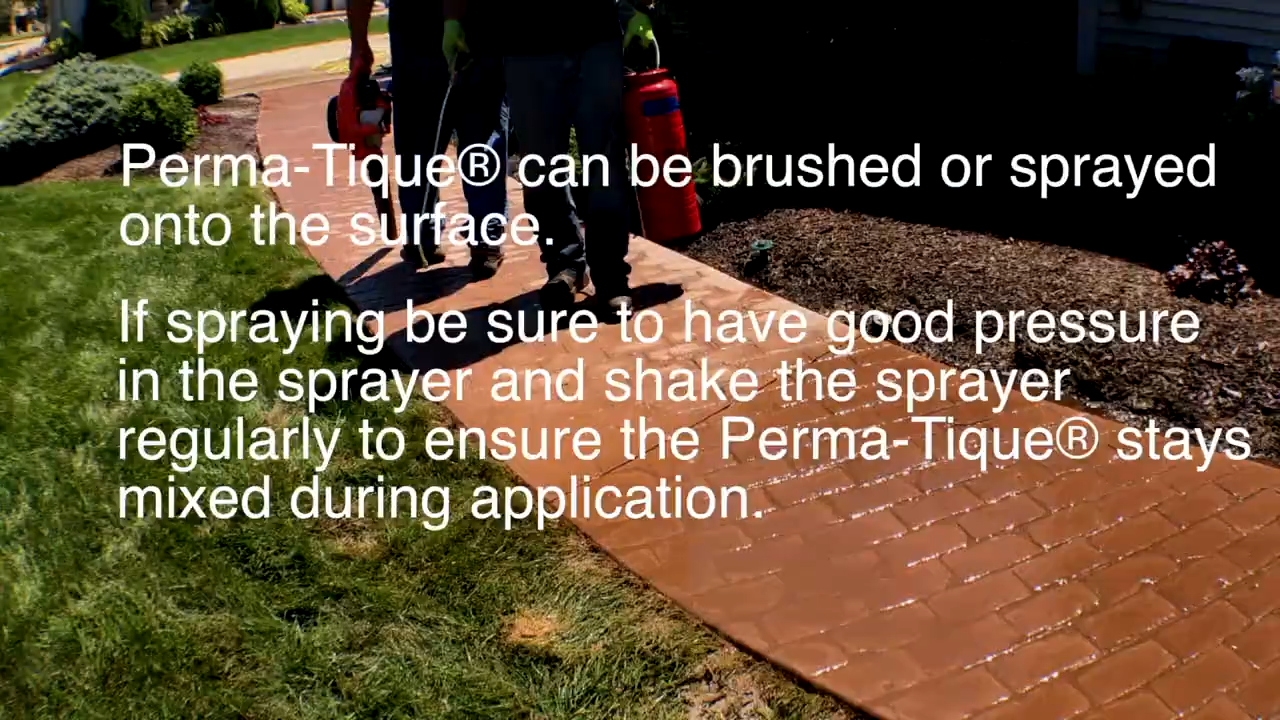 Perma-Tique® can be brushed or sprayed
onto the surface.
If spraying be sure to have good pressure
in the sprayer and shake the sprayer
regularly to ensure the Perma-Tique® stays
mixed during application.